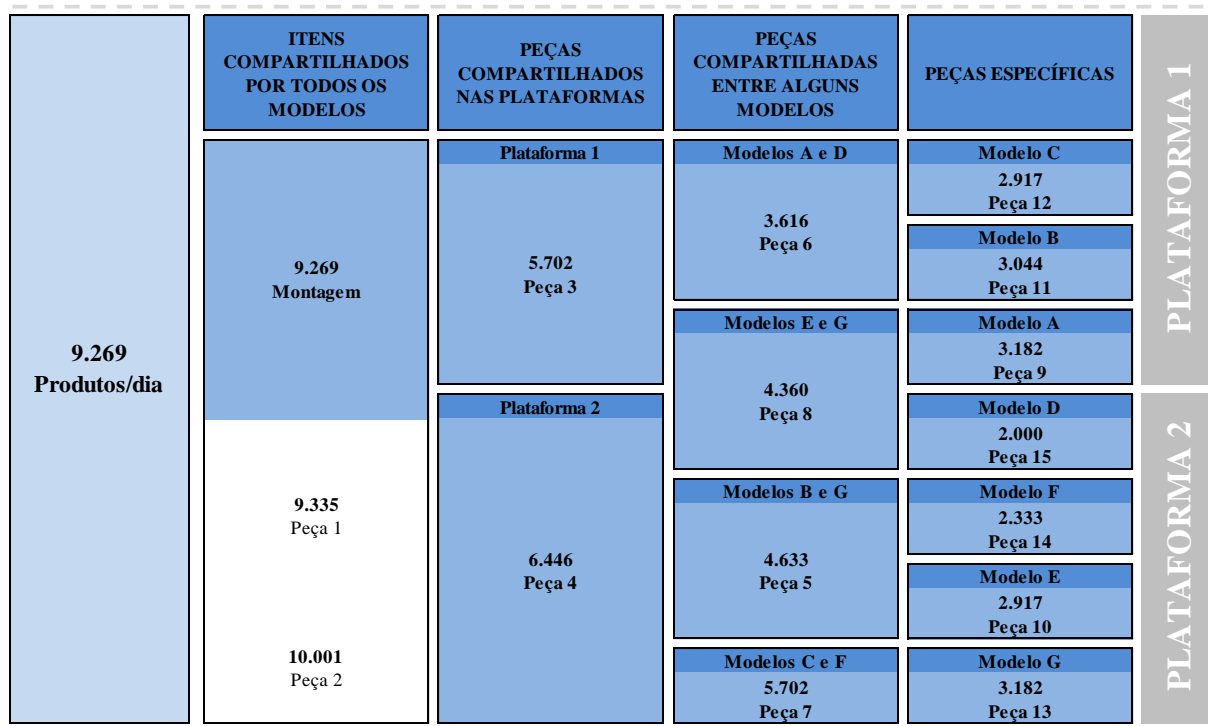 9.269
Produtos/dia
ITENS
COMPARTILHADOS
POR TODOS OS
MODELOS
9.269
Montagem
9.335
Peça 1
10.001
Peça 2
PEÇAS
COMPARTILHADOS
NAS PLATAFORMAS
Plataforma 1
5.702
Peça 3
Plataforma 2
6.446
Peça 4
PEÇAS
COMPARTILHADAS
ENTRE ALGUNS
MODELOS
Modelos A e D
3.616
Peça 6
Modelos E e G
4.360
Peça 8
Modelos B e G
4.633
Peça 5
Modelos C e F
5.702
Peça 7
PEÇAS ESPECÍFICAS
Modelo C
2.917
Peça 12
Modelo B
3.044
Peça 11
Modelo A
3.182
Peça 9
Modelo D
2.000
Peça 15
Modelo F
2.333
Peça 14
Modelo E
2.917
Peça 10
Modelo G
3.182
Peça 13
PLATAFORMA 1
PLATAFORMA 2